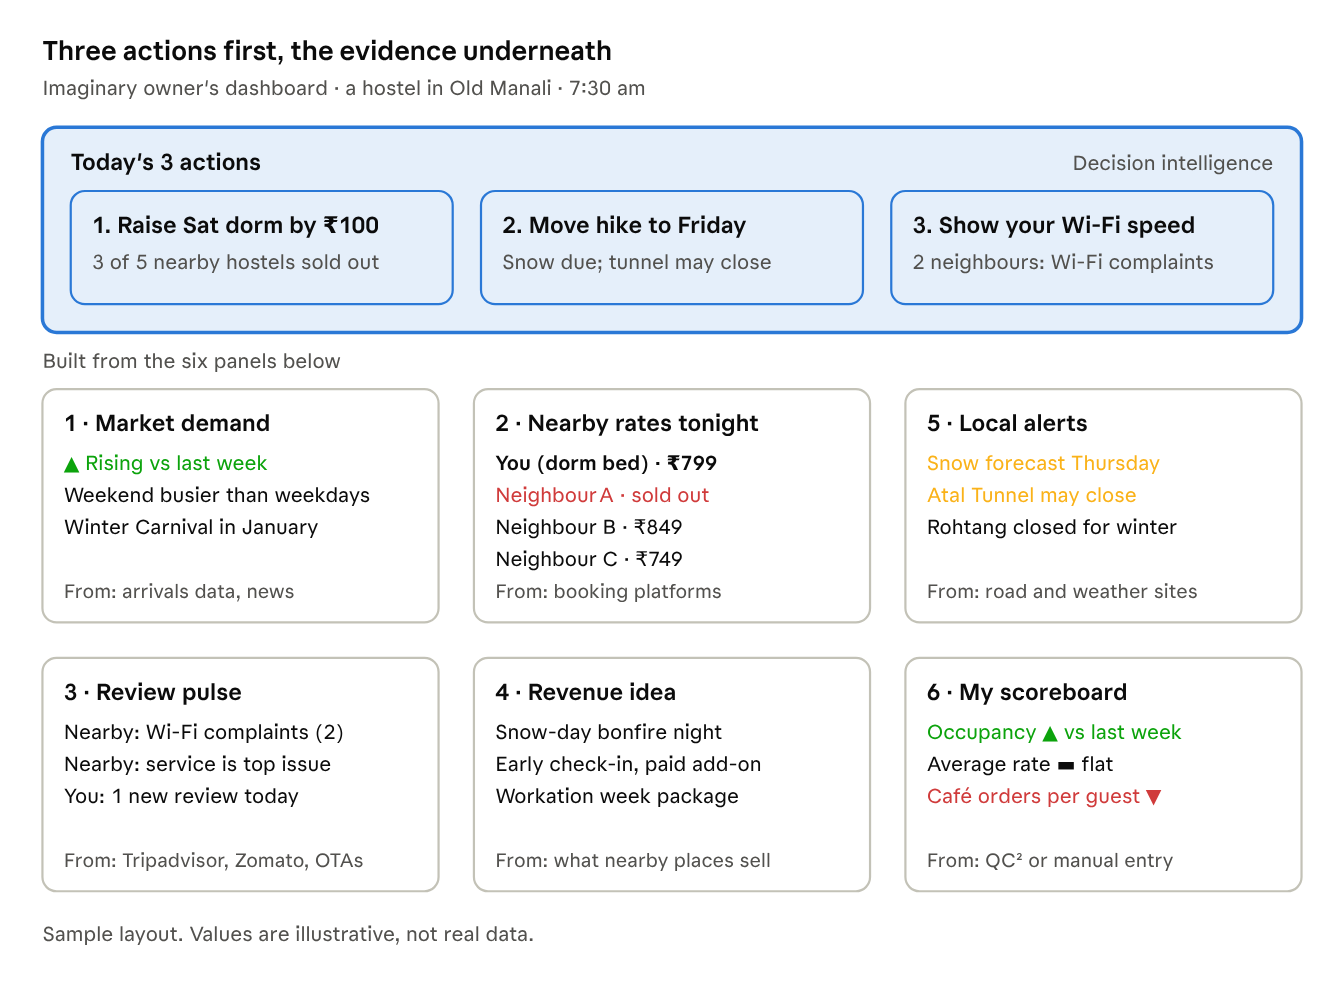 Three actions first, the evidence underneath
Imaginary owner's dashboard · a hostel in Old Manali · 7:30 am
Today's 3 actions
Decision intelligence
1. Raise Sat dorm by ₹100
3 of 5 nearby hostels sold out
2. Move hike to Friday
Snow due; tunnel may close
3. Show your Wi-Fi speed
2 neighbours: Wi-Fi complaints
Built from the six panels below
1 · Market demand
▲ Rising vs last week
Weekend busier than weekdays
Winter Carnival in January
From: arrivals data, news
2 · Nearby rates tonight
You (dorm bed) · ₹799
Neighbour A · sold out
Neighbour B · ₹849
Neighbour C · ₹749
From: booking platforms
5 · Local alerts
Snow forecast Thursday
Atal Tunnel may close
Rohtang closed for winter
From: road and weather sites
3 · Review pulse
Nearby: Wi-Fi complaints (2)
Nearby: service is top issue
You: 1 new review today
From: Tripadvisor, Zomato, OTAs
4 · Revenue idea
Snow-day bonfire night
Early check-in, paid add-on
Workation week package
From: what nearby places sell
6 · My scoreboard
Occupancy ▲ vs last week
Average rate ▬ flat
Café orders per guest ▼
From: QC² or manual entry
Sample layout. Values are illustrative, not real data.